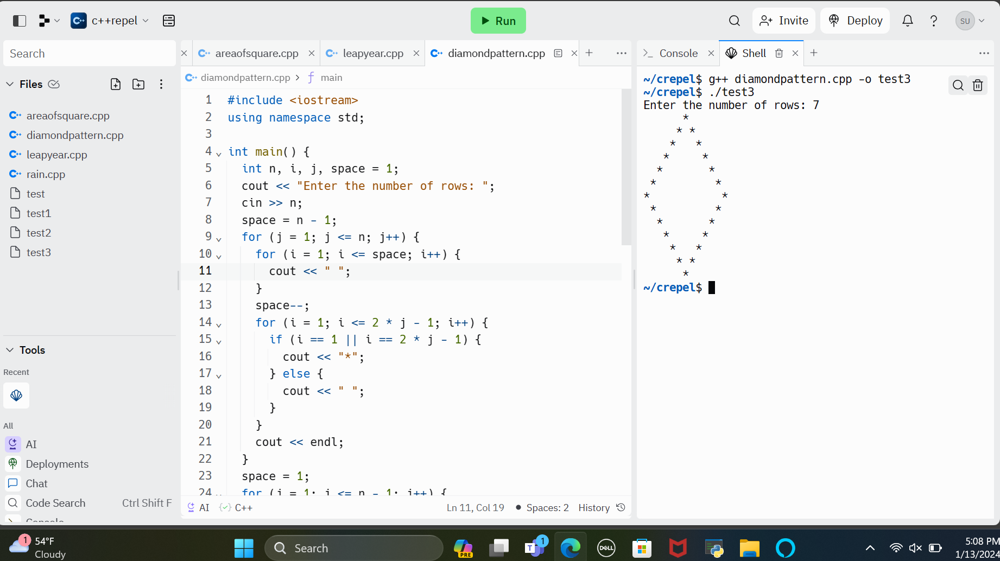 c++repel
Run
Invite
Deploy
SU
Search
areaofsquare.cpp
leapyear.cpp
diamondpattern.cpp
Console
Shell
Files
diamondpattern.cpp > main
areaofsquare.cpp
diamondpattern.cpp
leapyear.cpp
rain.cpp
test
test1
test2
test3
Tools
Recent
All
AI
Deployments
Chat
Code Search Ctrl Shift F
Console
1 #include <iostream>
2 using namespace std;
3
4 int main() {
5 int n, i, j, space = 1;
6 cout << "Enter the number of rows: ";
7 cin >> n;
8 space = n - 1;
9 for (j = 1; j <= n; j++) {
10 for (i = 1; i <= space; i++) {
11 cout << " ";
12 }
13 space--;
14 for (i = 1; i <= 2 * j - 1; i++) {
15 if (i == 1 || i == 2 * j - 1) {
16 cout << "*";
17 } else {
18 cout << " ";
19 }
20 }
21 cout << endl;
22 }
23 space = 1;
24 for (j = 1; j <= n - 1; j++) {
AI C++ Ln 11, Col 19 Spaces: 2 History
~/crepel$ g++ diamondpattern.cpp -o test3
~/crepel$ ./test3
Enter the number of rows: 7
      *
     * *
    *   *
   *     *
  *       *
 *         *
*           *
 *         *
  *       *
   *     *
    *   *
     * *
      *
~/crepel$
1
54°F
Cloudy
Search
PRE
T
1
DELL
5:08 PM
1/13/2024